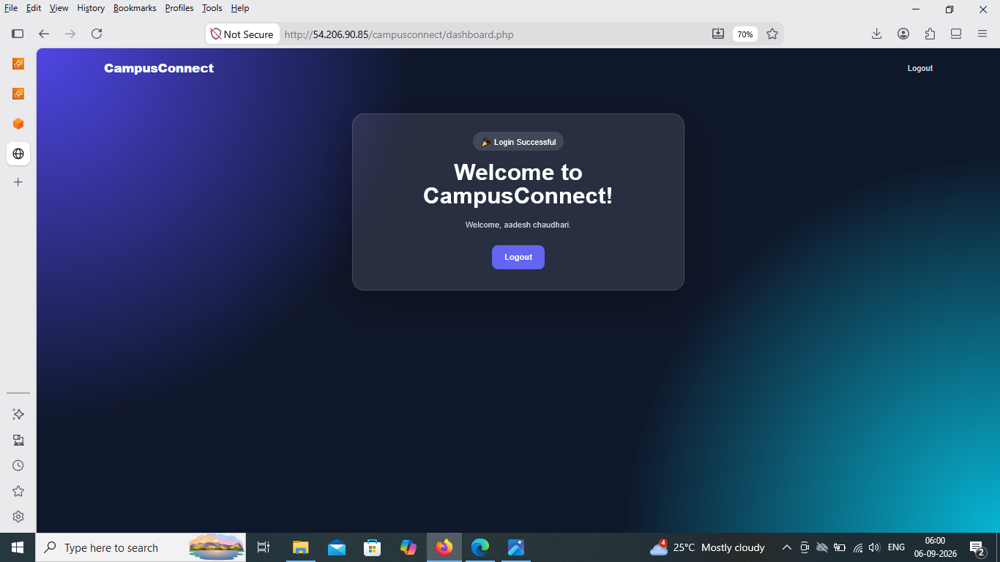 File Edit View History Bookmarks Profiles Tools Help
Not Secure http://54.206.90.85/campusconnect/dashboard.php 70%
CampusConnect Logout
🎉 Login Successful
Welcome to
CampusConnect!
Welcome, aadesh chaudhari.
Logout
Type here to search
4
25°C Mostly cloudy
ENG
06:00
06-09-2026
2